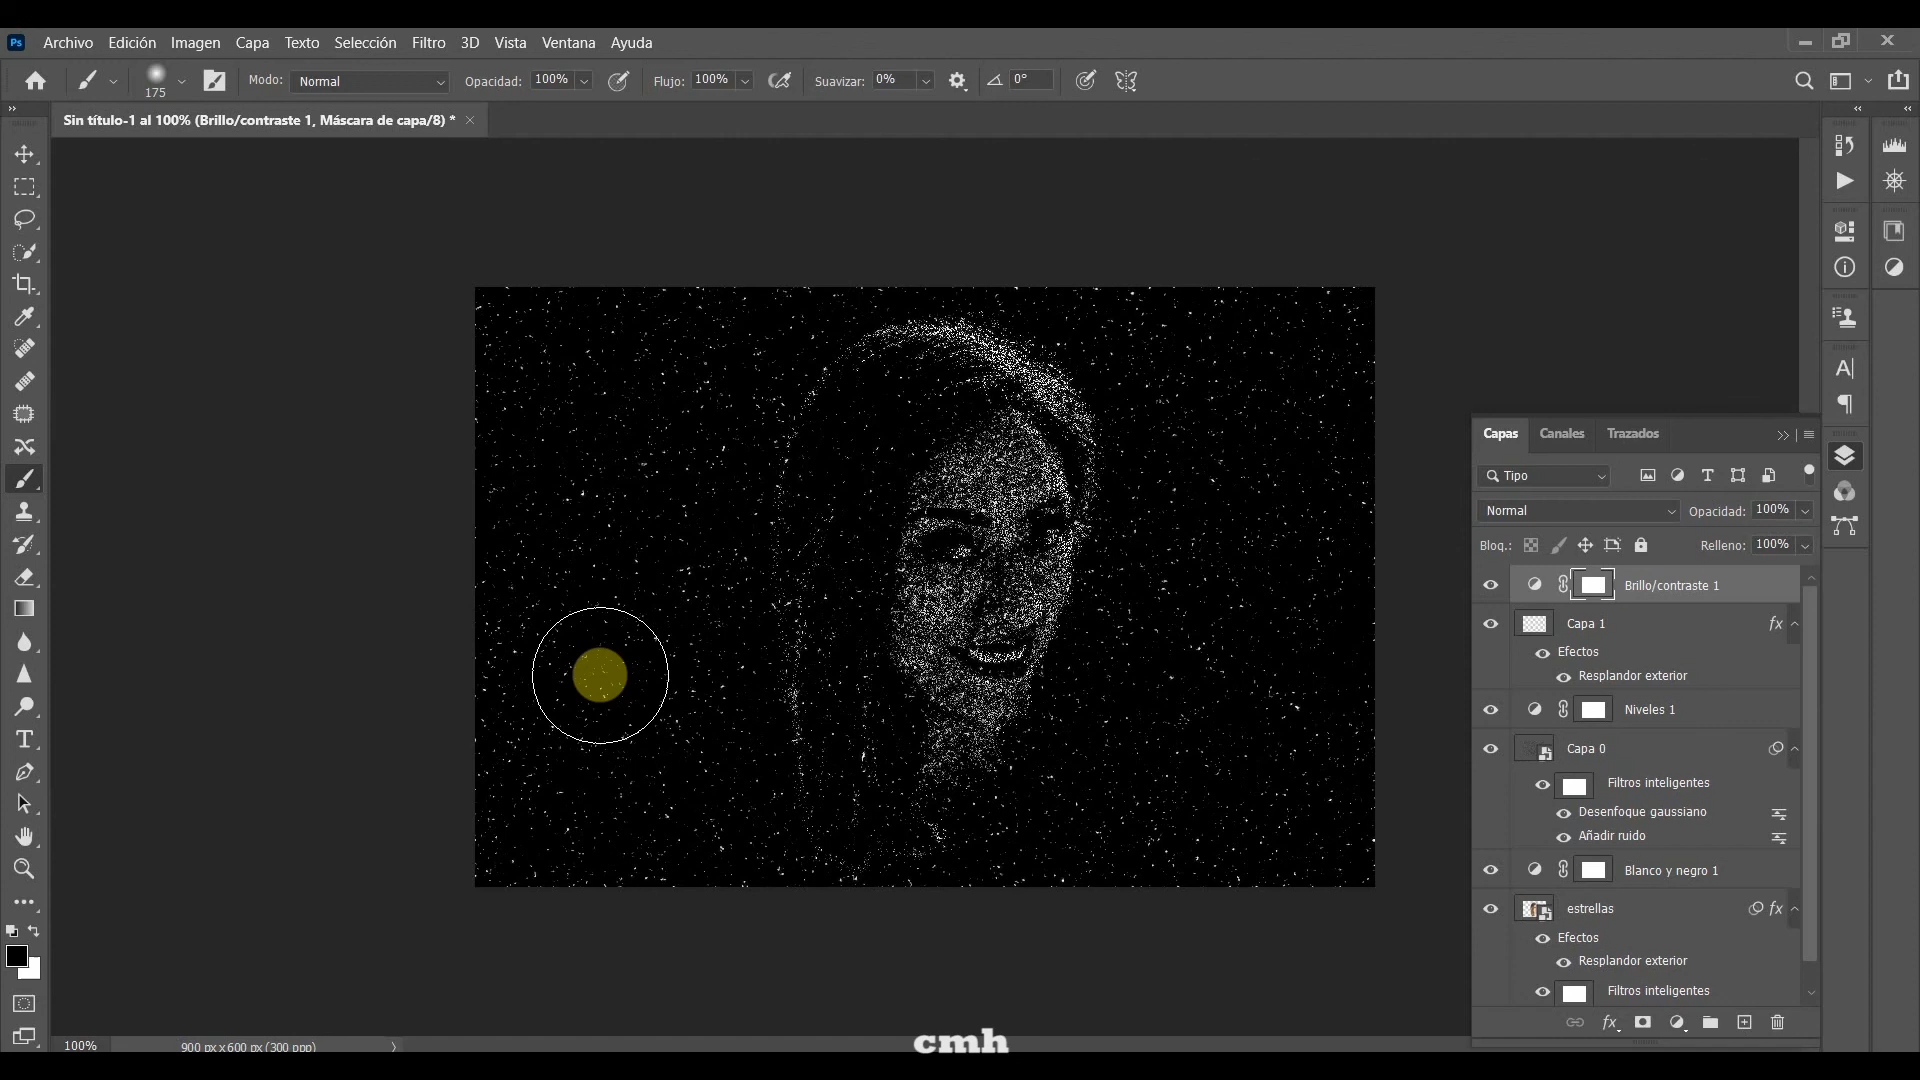 Ps Archivo Edición Imagen Capa Texto Selección Filtro 3D Vista Ventana Ayuda
175 Modo: Normal Opacidad: 100% Flujo: 100% Suavizar: 0% 0°
Sin título-1 al 100% (Brillo/contraste 1, Máscara de capa/8) *
Capas Canales Trazados
Tipo
Normal Opacidad: 100%
Bloq.: Relleno: 100%
Brillo/contraste 1
Capa 1 fx
Efectos
Resplandor exterior
Niveles 1
Capa 0
Filtros inteligentes
Desenfoque gaussiano
Añadir ruido
Blanco y negro 1
estrellas fx
Efectos
Resplandor exterior
Filtros inteligentes
fx
100% 900 px x 600 px (300 ppp)
cmh